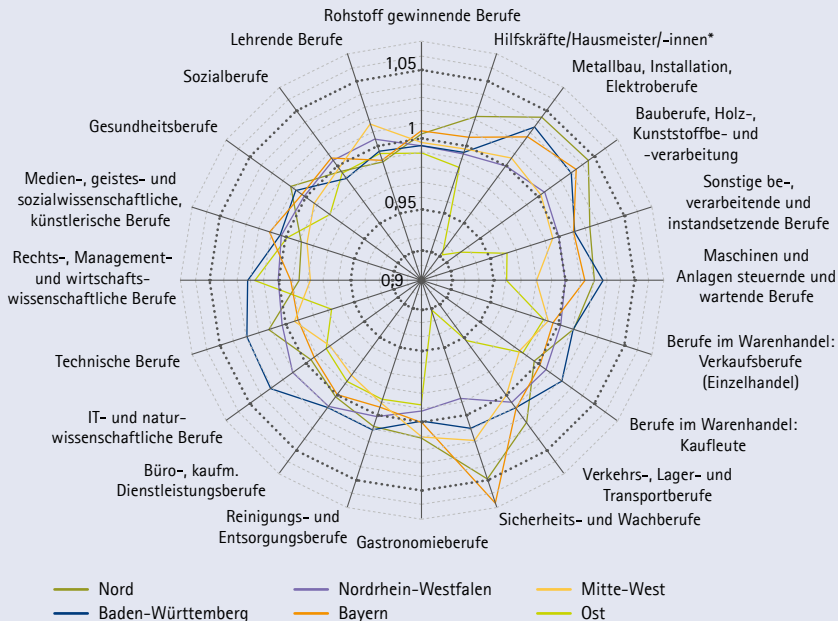 Rohstoff gewinnende Berufe
Hilfskräfte/Hausmeister/-innen*
Metallbau, Installation,
Elektroberufe
Bauberufe, Holz-,
Kunststoffbe- und
-verarbeitung
Sonstige be-,
verarbeitende und
instandsetzende Berufe
Maschinen und
Anlagen steuernde und
wartende Berufe
Berufe im Warenhandel:
Verkaufsberufe
(Einzelhandel)
Berufe im Warenhandel:
Kaufleute
Verkehrs-, Lager- und
Transportberufe
Sicherheits- und Wachberufe
Gastronomieberufe
Reinigungs- und
Entsorgungsberufe
Büro-, kaufm.
Dienstleistungsberufe
IT- und natur-
wissenschaftliche Berufe
Technische Berufe
Rechts-, Management-
und wirtschafts-
wissenschaftliche Berufe
Medien-, geistes- und
sozialwissenschaftliche,
künstlerische Berufe
Gesundheitsberufe
Sozialberufe
Lehrende Berufe
1,05
1
0,95
0,9
Nord
Nordrhein-Westfalen
Mitte-West
Baden-Württemberg
Bayern
Ost